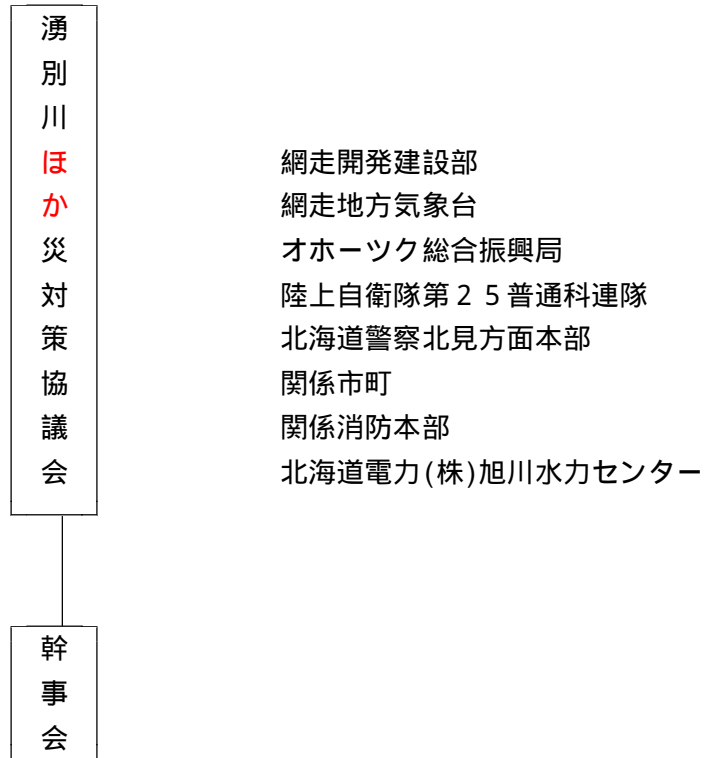 湧別川ほか災対策協議会
網走開発建設部
網走地方気象台
オホーツク総合振興局
陸上自衛隊第２５普通科連隊
北海道警察北見方面本部
関係市町
関係消防本部
北海道電力(株)旭川水力センター
幹事会